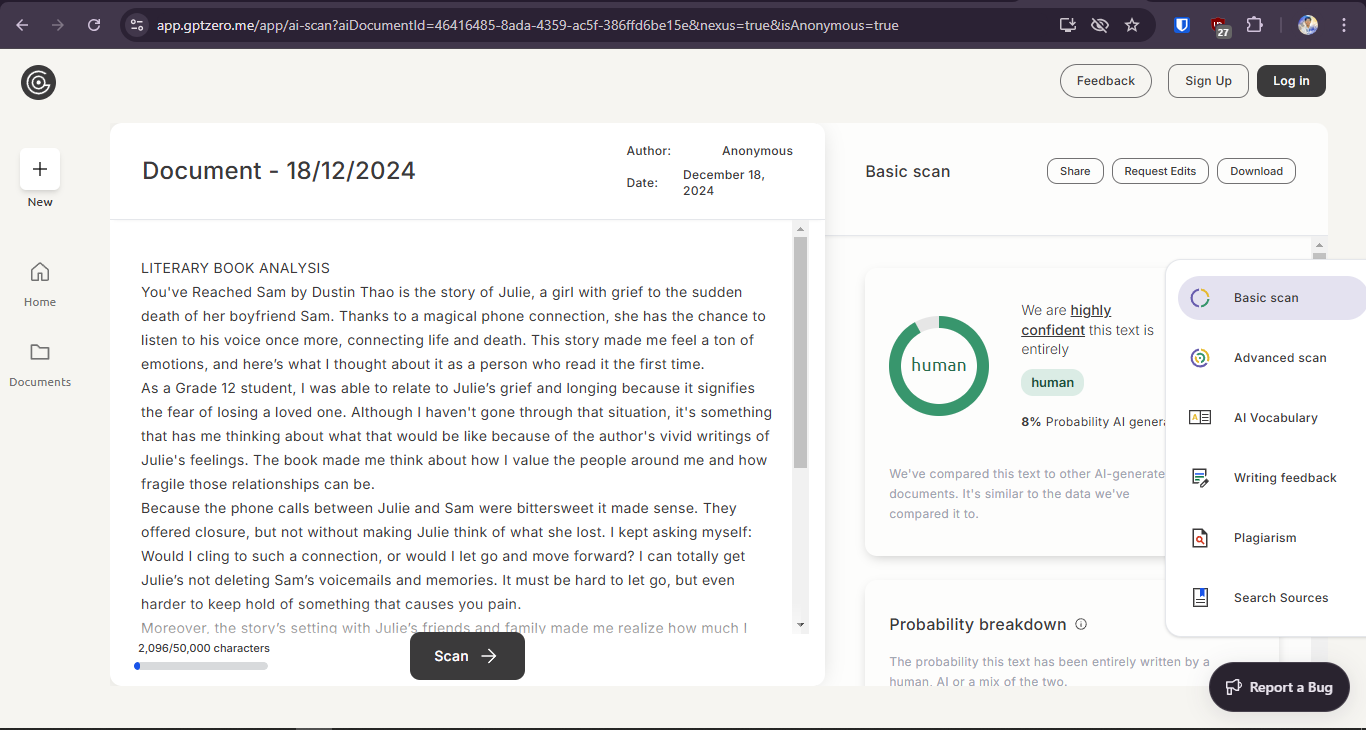 app.gptzero.me/app/ai-scan?aiDocumentId=46416485-8ada-4359-ac5f-386ffd6be15e&nexus=true&isAnonymous=true
27
Feedback
Sign Up
Log in
New
Home
Documents
Document - 18/12/2024
Author: Anonymous
Date: December 18,
2024
LITERARY BOOK ANALYSIS
You've Reached Sam by Dustin Thao is the story of Julie, a girl with grief to the sudden
death of her boyfriend Sam. Thanks to a magical phone connection, she has the chance to
listen to his voice once more, connecting life and death. This story made me feel a ton of
emotions, and here’s what I thought about it as a person who read it the first time.
As a Grade 12 student, I was able to relate to Julie’s grief and longing because it signifies
the fear of losing a loved one. Although I haven't gone through that situation, it's something
that has me thinking about what that would be like because of the author's vivid writings of
Julie's feelings. The book made me think about how I value the people around me and how
fragile those relationships can be.
Because the phone calls between Julie and Sam were bittersweet it made sense. They
offered closure, but not without making Julie think of what she lost. I kept asking myself:
Would I cling to such a connection, or would I let go and move forward? I can totally get
Julie’s not deleting Sam’s voicemails and memories. It must be hard to let go, but even
harder to keep hold of something that causes you pain.
Moreover, the story’s setting with Julie’s friends and family made me realize how much I
2,096/50,000 characters
Scan
Basic scan
Share
Request Edits
Download
human
We are highly
confident this text is
entirely
human
8% Probability AI genera
We've compared this text to other AI-generate
documents. It's similar to the data we've
compared it to.
Probability breakdown
The probability this text has been entirely written by a
human, AI or a mix of the two.
Basic scan
Advanced scan
AI Vocabulary
Writing feedback
Plagiarism
Search Sources
Report a Bug